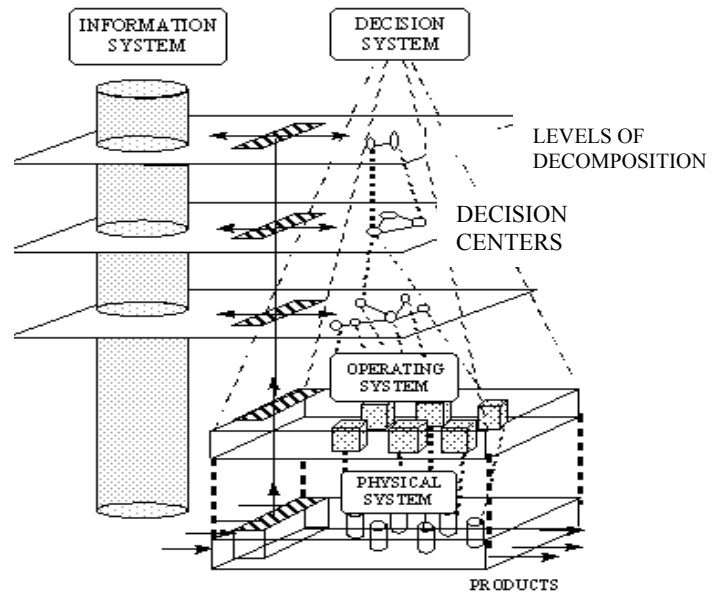 INFORMATION
SYSTEM
DECISION
SYSTEM
LEVELS OF
DECOMPOSITION
DECISION
CENTERS
OPERATING
SYSTEM
PHYSICAL
SYSTEM
PRODUCTS